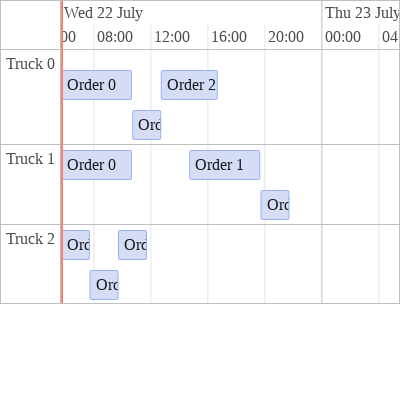 Wed 22 July Thu 23 July
00 08:00 12:00 16:00 20:00 00:00 04
Truck 0
Order 0 Order 2
Ord
Truck 1
Order 0 Order 1
Ord
Truck 2
Ord Ord
Ord